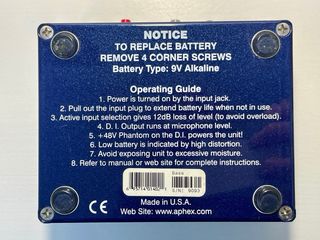 NOTICE
TO REPLACE BATTERY
REMOVE 4 CORNER SCREWS
Battery Type: 9V Alkaline
Operating Guide
1. Power is turned on by the input jack.
2. Pull out the input plug to extend battery life when not in use.
3. Active input selection gives 12dB loss of level (to avoid overload).
4. D. I. Output runs at microphone level.
5. +48V Phantom on the D.I. powers the unit!
6. Low battery is indicated by high distortion.
7. Avoid exposing unit to excessive moisture.
8. Refer to manual or web site for complete instructions.
Bass
S/N: 9093
CE
Made in U.S.A.
Web Site: www.aphex.com